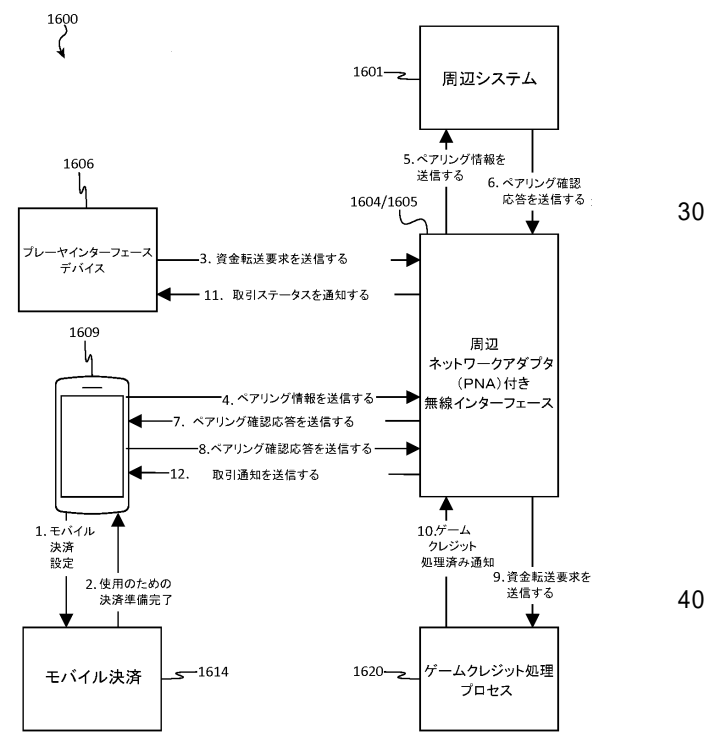 1600
1601
周辺システム
5. ペアリング情報を
送信する
6. ペアリング確認
応答を送信する
30
1606
1604/1605
プレーヤインターフェース
デバイス
3. 資金転送要求を送信する
11. 取引ステータスを通知する
周辺
ネットワークアダプタ
(PNA)付き
無線インターフェース
1609
4. ペアリング情報を送信する
7. ペアリング確認応答を送信する
8. ペアリング確認応答を送信する
12. 取引通知を送信する
1. モバイル
決済
設定
2. 使用のための
決済準備完了
10. ゲーム
クレジット
処理済み通知
9. 資金転送要求を
送信する
40
モバイル決済
1614
1620
ゲームクレジット処理
プロセス